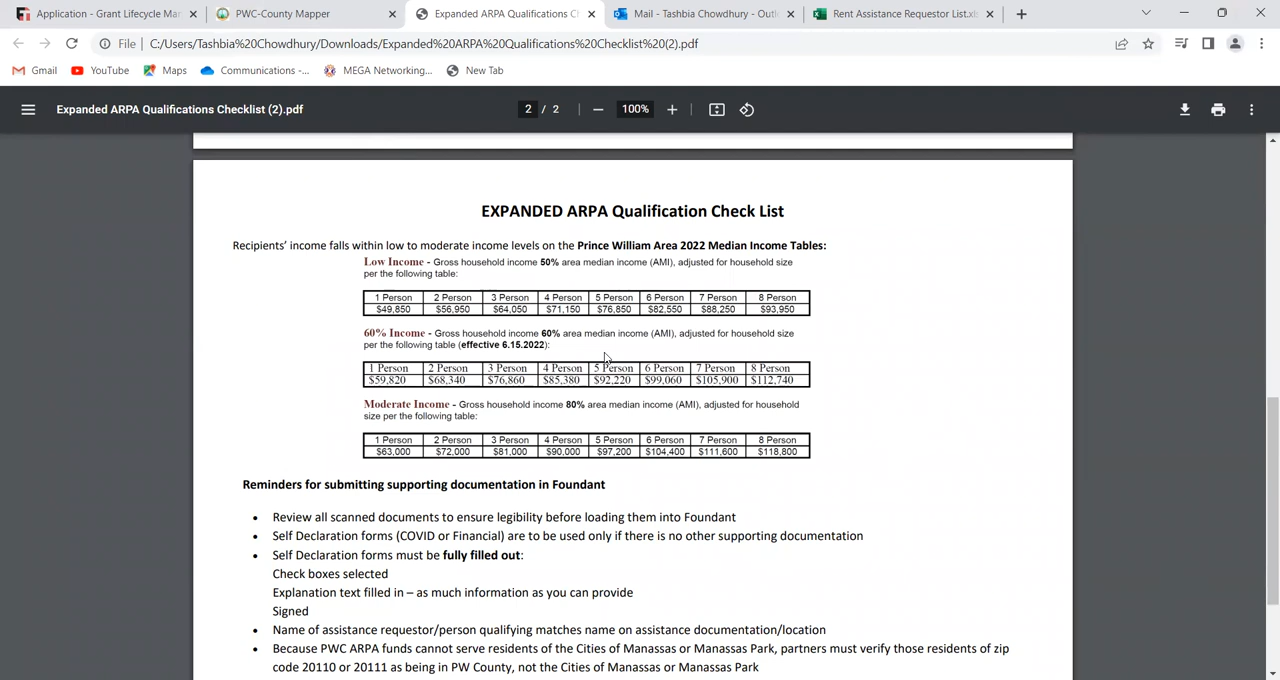 Application - Grant Lifecycle Mar
PWC-County Mapper
Expanded ARPA Qualifications C
Mail - Tashbia Chowdhury - Outl
Rent Assistance Requestor List.xls
File
C:/Users/Tashbia%20Chowdhury/Downloads/Expanded%20ARPA%20Qualifications%20Checklist%20(2).pdf
Gmail
YouTube
Maps
Communications -...
MEGA Networking...
New Tab
Expanded ARPA Qualifications Checklist (2).pdf
2 / 2
100%
EXPANDED ARPA Qualification Check List
Recipients' income falls within low to moderate income levels on the Prince William Area 2022 Median Income Tables:
Low Income - Gross household income 50% area median income (AMI), adjusted for household size
per the following table:
1 Person 2 Person 3 Person 4 Person 5 Person 6 Person 7 Person 8 Person
$49,850 $56,950 $64,050 $71,150 $76,850 $82,550 $88,250 $93,950
60% Income - Gross household income 60% area median income (AMI), adjusted for household size
per the following table (effective 6.15.2022):
1 Person 2 Person 3 Person 4 Person 5 Person 6 Person 7 Person 8 Person
$59,820 $68,340 $76,860 $85,380 $92,220 $99,060 $105,900 $112,740
Moderate Income - Gross household income 80% area median income (AMI), adjusted for household
size per the following table:
1 Person 2 Person 3 Person 4 Person 5 Person 6 Person 7 Person 8 Person
$63,000 $72,000 $81,000 $90,000 $97,200 $104,400 $111,600 $118,800
Reminders for submitting supporting documentation in Foundant
• Review all scanned documents to ensure legibility before loading them into Foundant
• Self Declaration forms (COVID or Financial) are to be used only if there is no other supporting documentation
• Self Declaration forms must be fully filled out:
Check boxes selected
Explanation text filled in – as much information as you can provide
Signed
• Name of assistance requestor/person qualifying matches name on assistance documentation/location
• Because PWC ARPA funds cannot serve residents of the Cities of Manassas or Manassas Park, partners must verify those residents of zip
code 20110 or 20111 as being in PW County, not the Cities of Manassas or Manassas Park